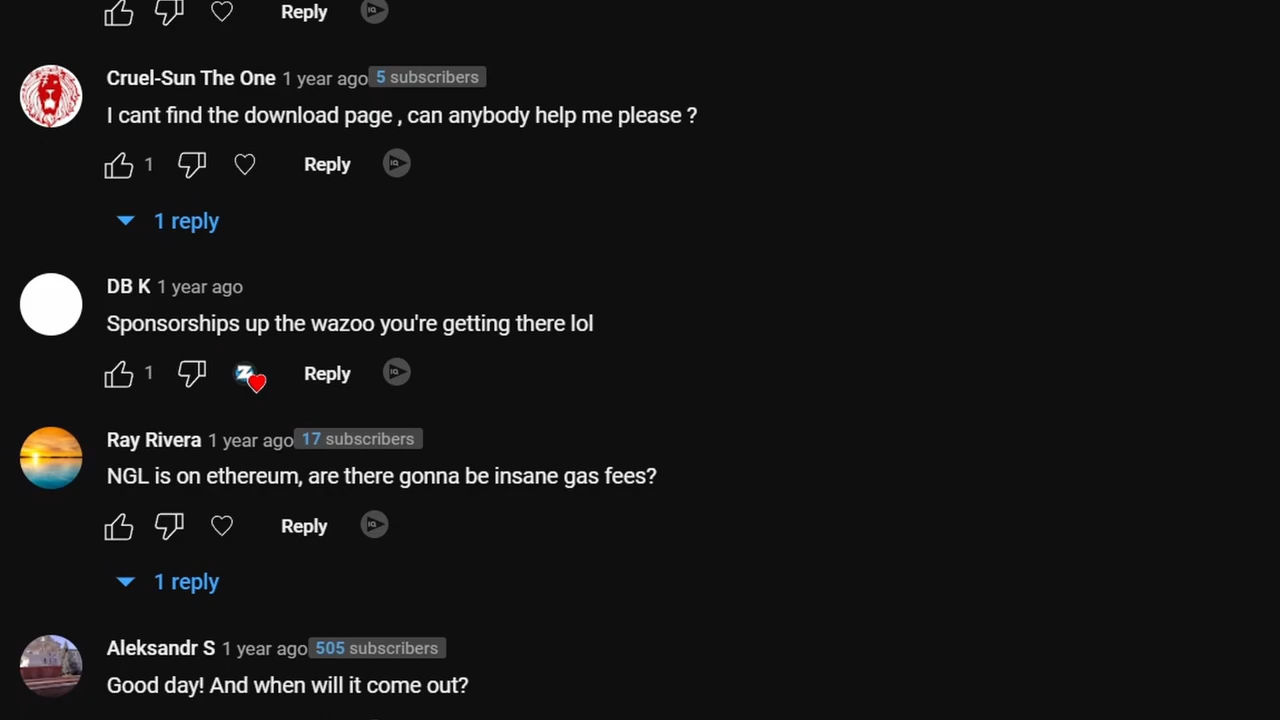 Reply
Cruel-Sun The One 1 year ago 5 subscribers
I cant find the download page , can anybody help me please ?
1 Reply
1 reply
DB K 1 year ago
Sponsorships up the wazoo you're getting there lol
1 Reply
Ray Rivera 1 year ago 17 subscribers
NGL is on ethereum, are there gonna be insane gas fees?
Reply
1 reply
Aleksandr S 1 year ago 505 subscribers
Good day! And when will it come out?